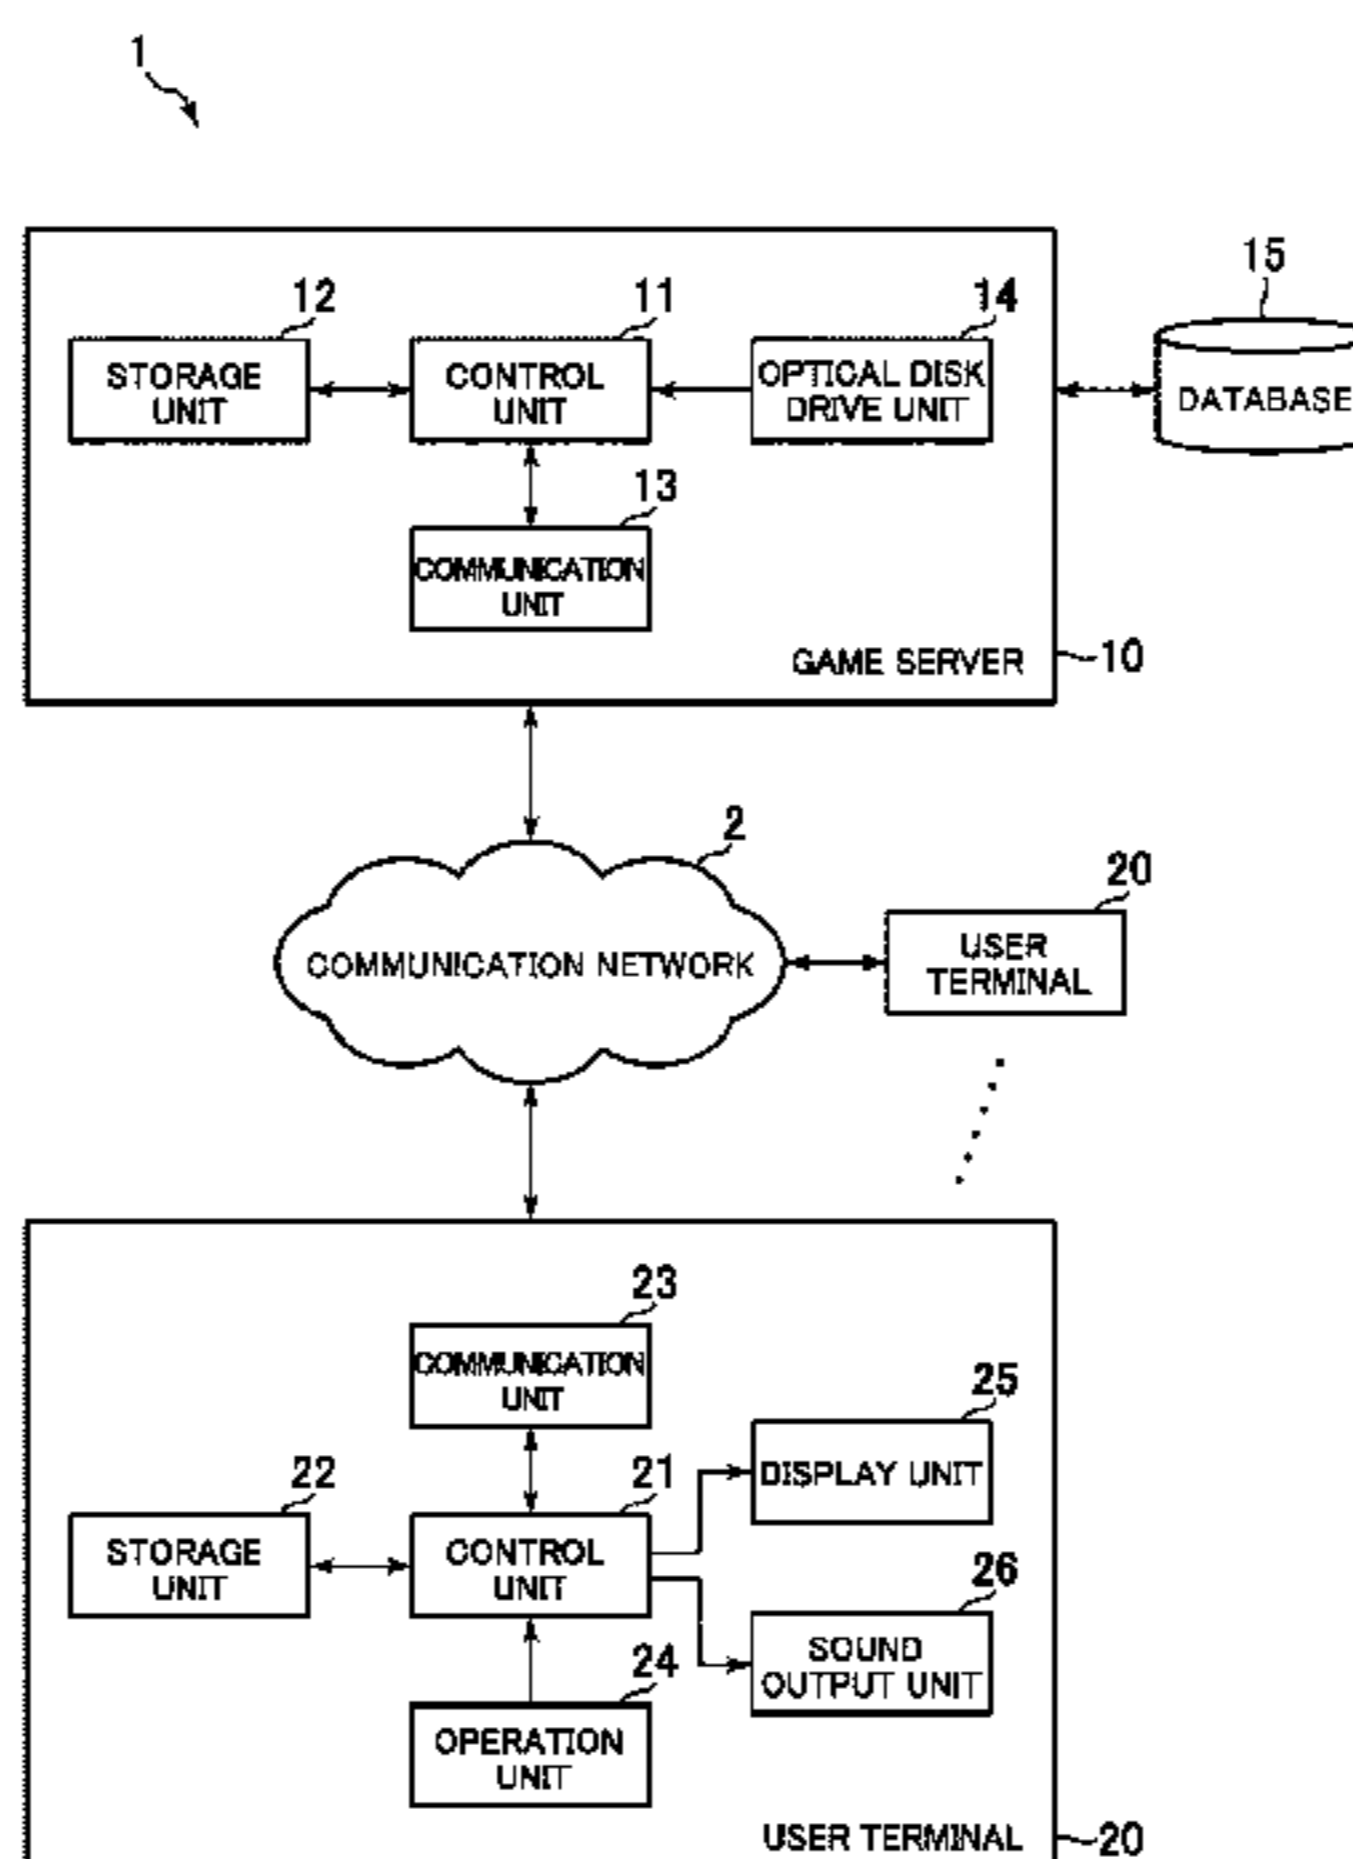 1
15
12
11
14
STORAGE
UNIT
CONTROL
UNIT
OPTICAL DISK
DRIVE UNIT
DATABASE
13
COMMUNICATION
UNIT
GAME SERVER
10
2
20
COMMUNICATION NETWORK
USER
TERMINAL
23
COMMUNICATION
UNIT
25
DISPLAY UNIT
22
21
STORAGE
UNIT
CONTROL
UNIT
26
SOUND
OUTPUT UNIT
24
OPERATION
UNIT
USER TERMINAL
20